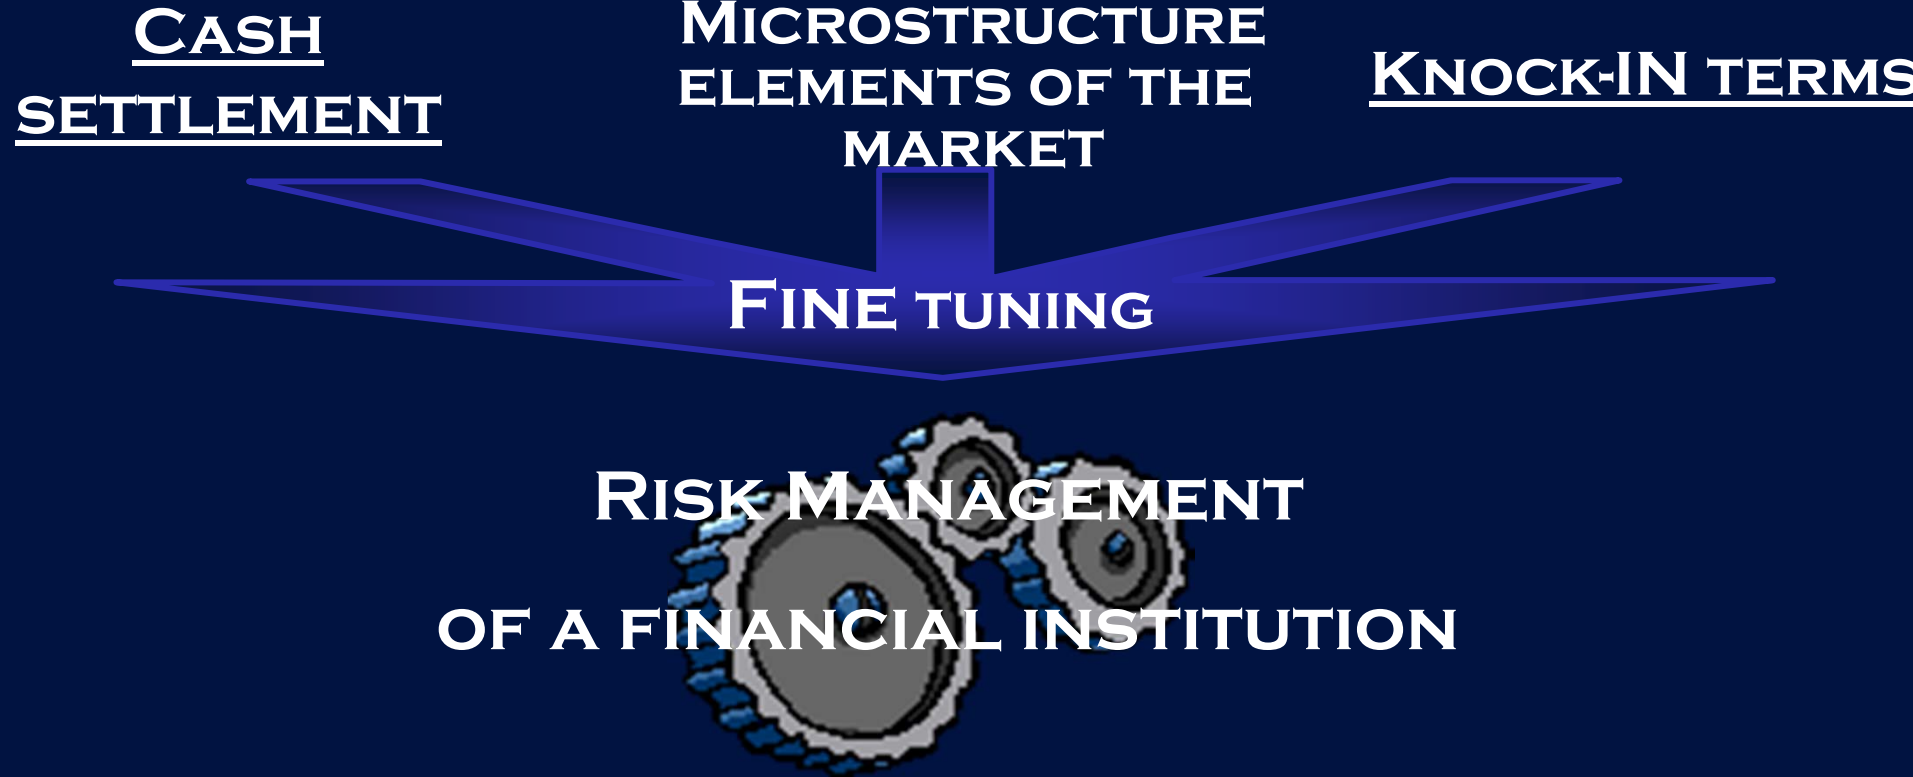 Cash
settlement
Microstructure
elements of the
market
Knock-IN terms
Fine tuning
Risk Management
of a financial institution